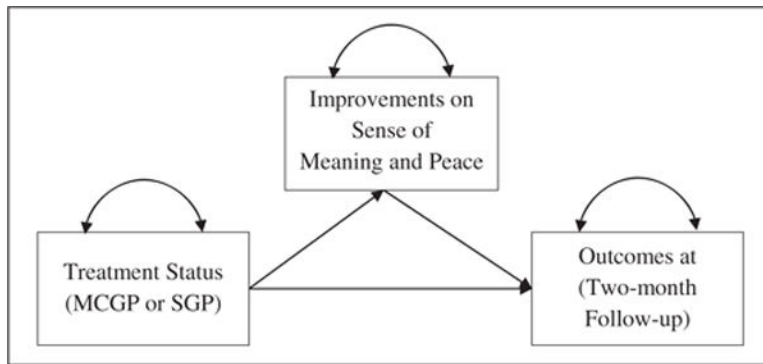 Improvements on
Sense of
Meaning and Peace
Treatment Status
(MCGP or SGP)
Outcomes at
(Two-month
Follow-up)